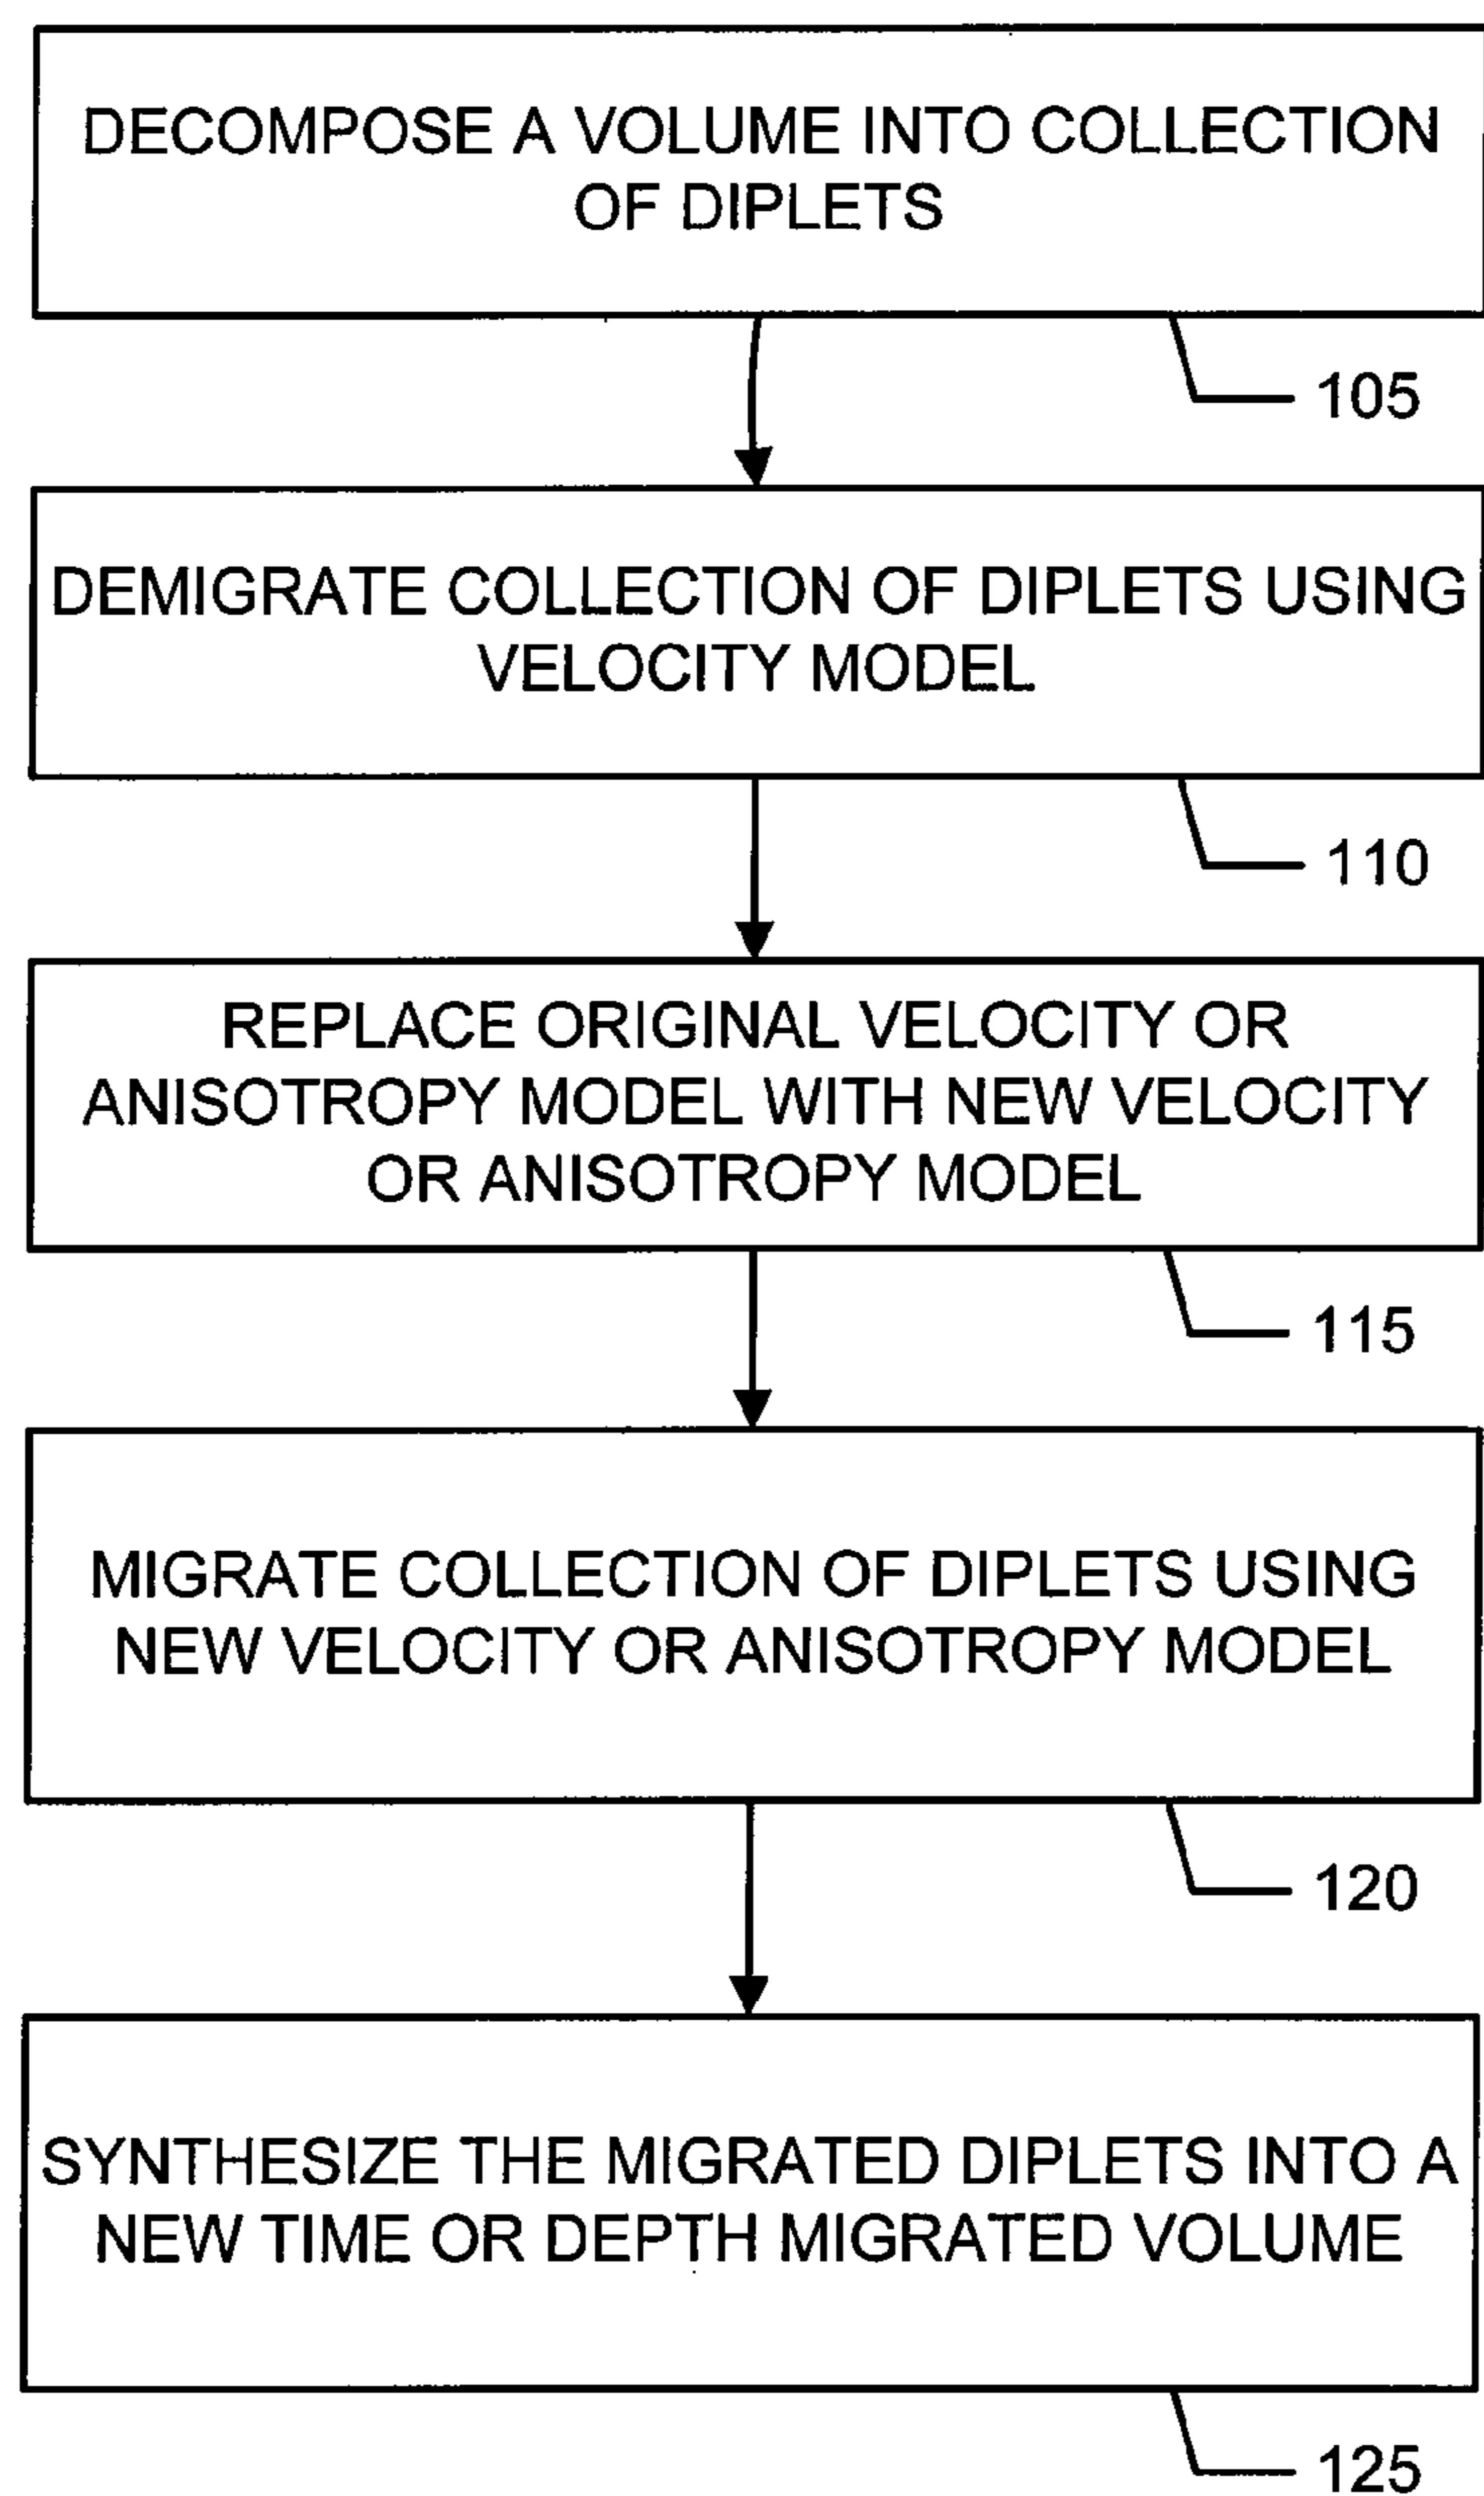 DECOMPOSE A VOLUME INTO COLLECTION
OF DIPLETS
105
DEMIGRATE COLLECTION OF DIPLETS USING
VELOCITY MODEL
110
REPLACE ORIGINAL VELOCITY OR
ANISOTROPY MODEL WITH NEW VELOCITY
OR ANISOTROPY MODEL
115
MIGRATE COLLECTION OF DIPLETS USING
NEW VELOCITY OR ANISOTROPY MODEL
120
SYNTHESIZE THE MIGRATED DIPLETS INTO A
NEW TIME OR DEPTH MIGRATED VOLUME
125